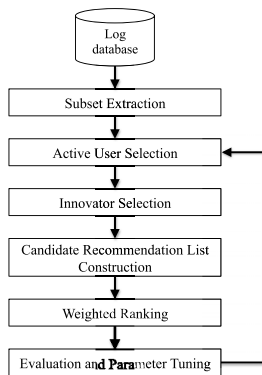 Log
database
Subset Extraction
Active User Selection
Innovator Selection
Candidate Recommendation List
Construction
Weighted Ranking
Evaluation and Parameter Tuning